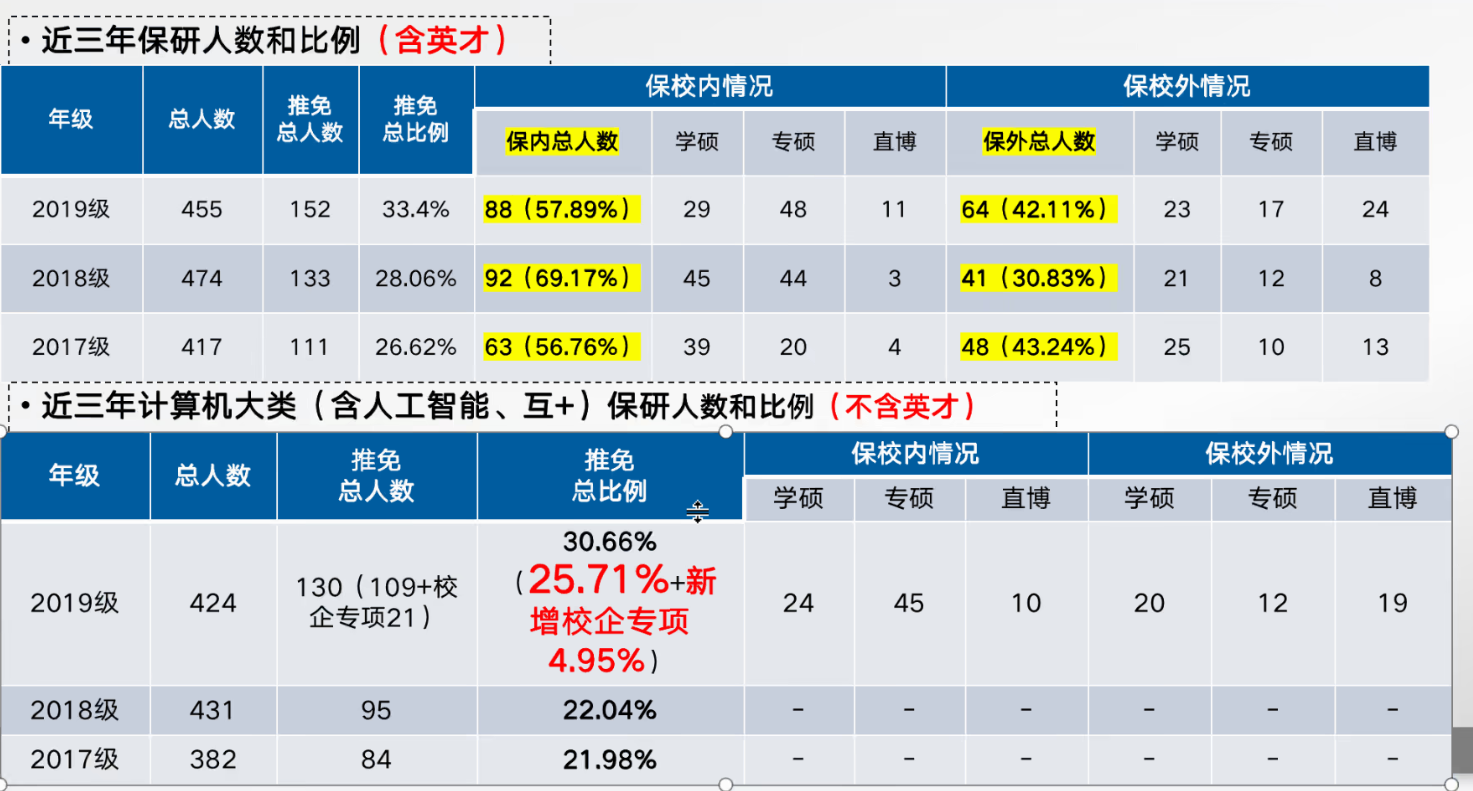 • 近三年保研人数和比例（含英才）
年级 总人数 推免总人数 推免总比例 保校内情况 保校外情况
保内总人数 学硕 专硕 直博 保外总人数 学硕 专硕 直博
2019级 455 152 33.4% 88（57.89%） 29 48 11 64（42.11%） 23 17 24
2018级 474 133 28.06% 92（69.17%） 45 44 3 41（30.83%） 21 12 8
2017级 417 111 26.62% 63（56.76%） 39 20 4 48（43.24%） 25 10 13
• 近三年计算机大类（含人工智能、互+）保研人数和比例（不含英才）
年级 总人数 推免总人数 推免总比例 保校内情况 保校外情况
学硕 专硕 直博 学硕 专硕 直博
2019级 424 130（109+校企专项21） 30.66%（25.71%+新增校企专项4.95%） 24 45 10 20 12 19
2018级 431 95 22.04% - - - - - -
2017级 382 84 21.98% - - - - - -